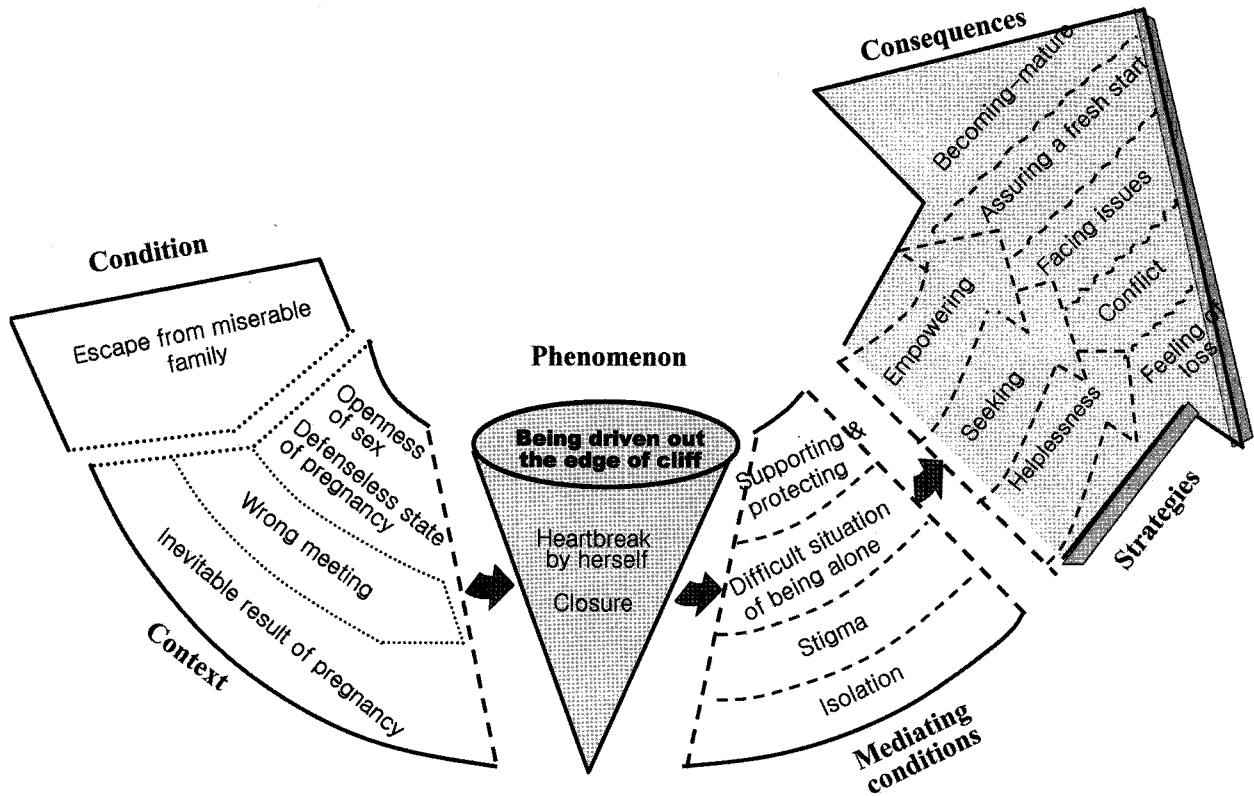 Condition
Escape from miserable
family
Openness
of sex
Defenseless state
of pregnancy
Wrong meeting
Inevitable result of pregnancy
Context
Phenomenon
Being driven out
the edge of cliff
Heartbreak
by herself
Closure
Supporting &
protecting
Difficult situation
of being alone
Stigma
Isolation
Mediating
conditions
Consequences
Becoming-mature
Assuring a fresh start
Facing issues
Conflict
Feeling of
loss
Empowering
Seeking
Helplessness
Strategies